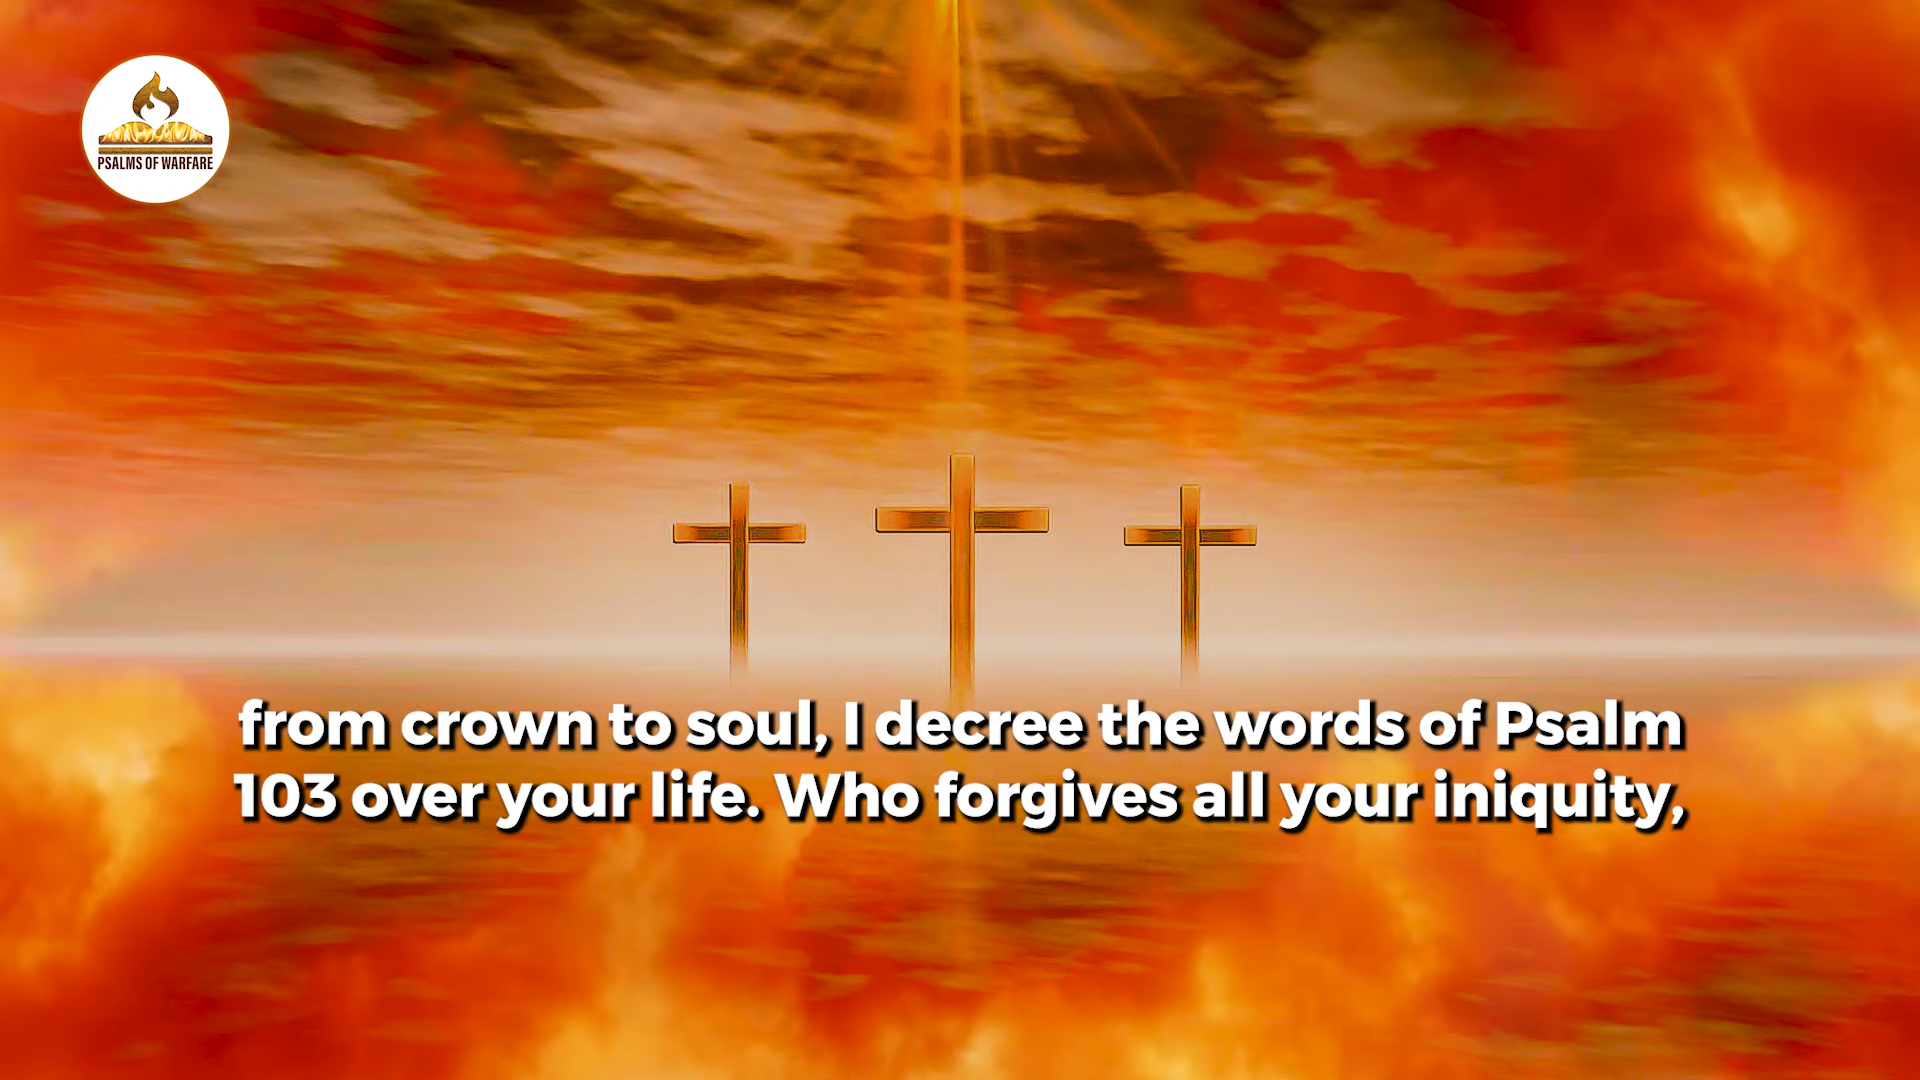 PSALMS OF WARFARE
from crown to soul, I decree the words of Psalm
103 over your life. Who forgives all your iniquity,